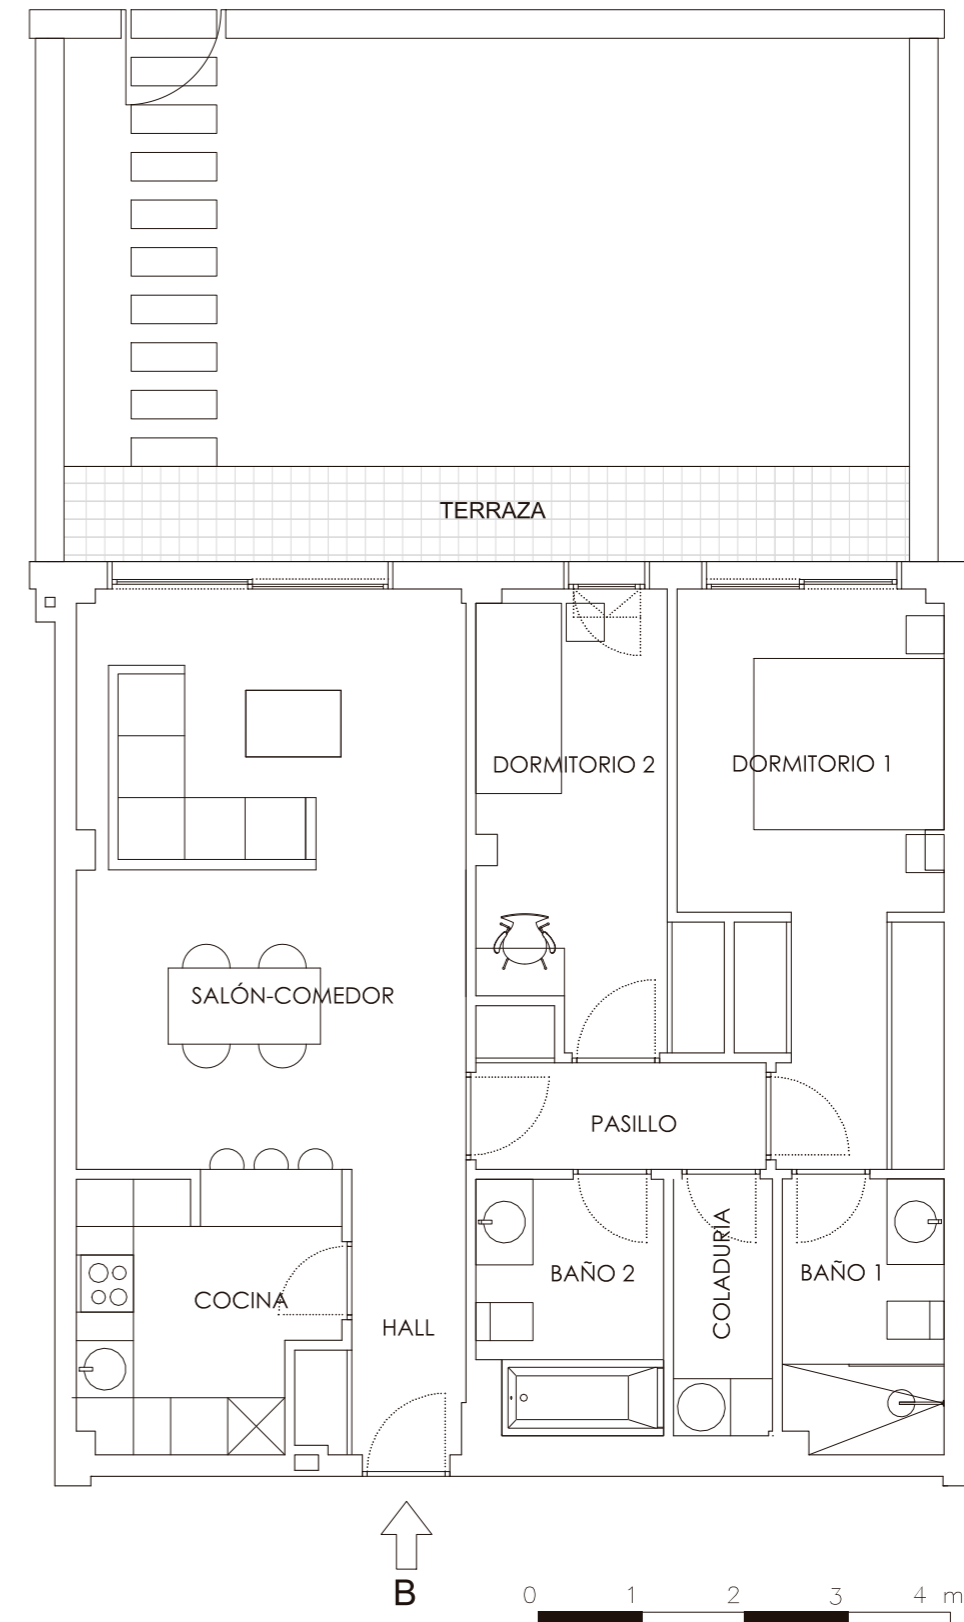 TERRAZA
DORMITORIO 2
DORMITORIO 1
SALÓN-COMEDOR
PASILLO
COLADURIA
BAÑO 2
BAÑO 1
COCINA
HALL
B
0 1 2 3 4 m